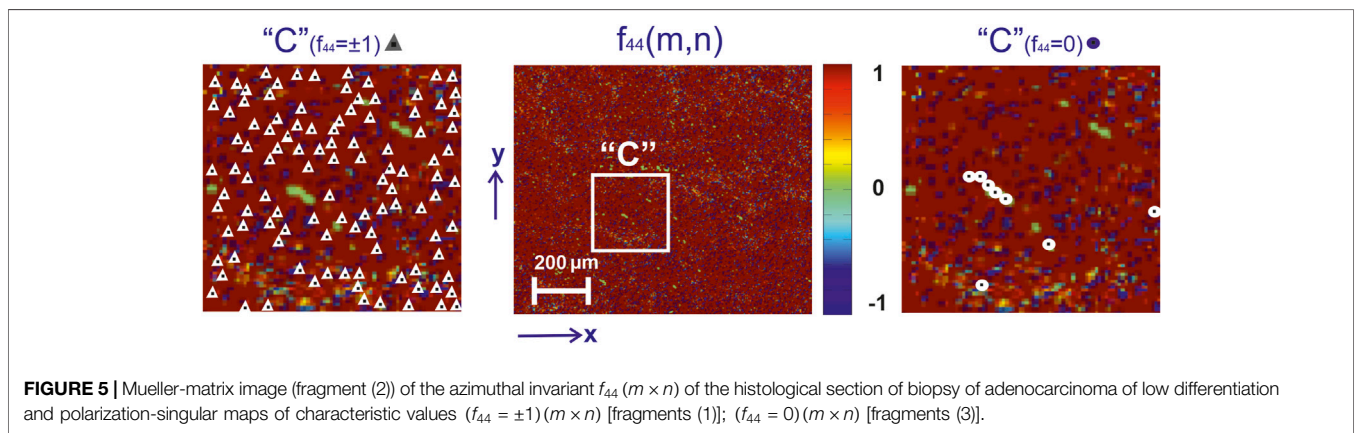 “C”(f₄₄=±1)
f₄₄(m,n)
“C”(f₄₄=0)
“C”
y
200 µm
x
1
0
-1
FIGURE 5 | Mueller-matrix image (fragment (2)) of the azimuthal invariant f₄₄ (m × n) of the histological section of biopsy of adenocarcinoma of low differentiation
and polarization-singular maps of characteristic values (f₄₄ = ±1) (m × n) [fragments (1)]; (f₄₄ = 0) (m × n) [fragments (3)].